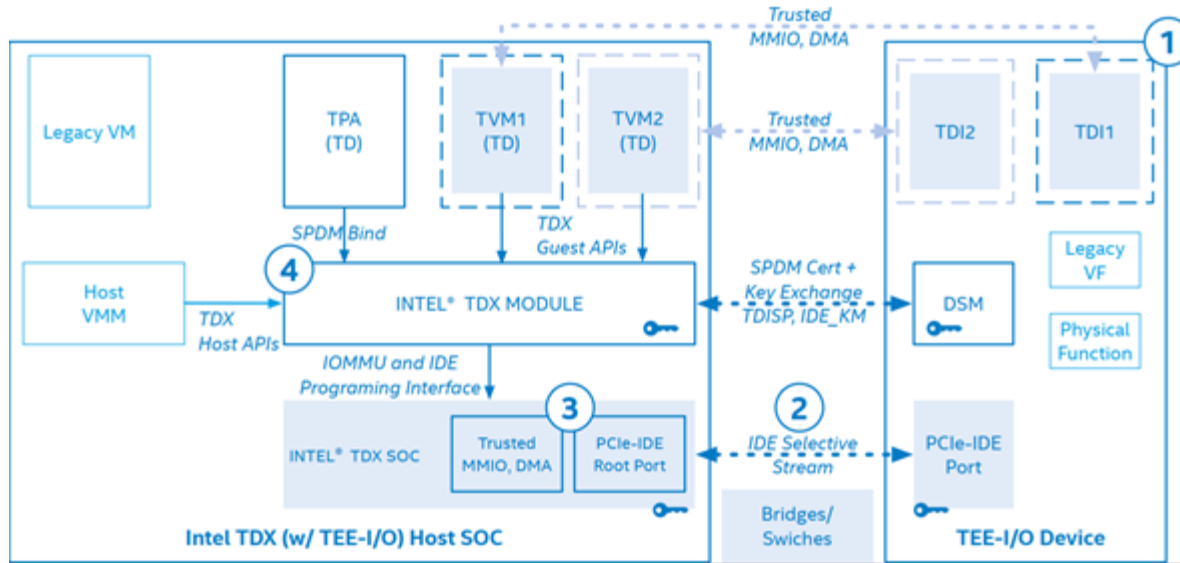 Trusted
MMIO, DMA
1
Legacy VM
TPA
(TD)
TVM1
(TD)
TVM2
(TD)
Trusted
MMIO, DMA
TDI2
TDI1
SPDM Bind
TDX
Guest APIs
4
Host
VMM
TDX
Host APIs
INTEL® TDX MODULE
SPDM Cert +
Key Exchange
TDISP, IDE_KM
DSM
Legacy
VF
Physical
Function
IOMMU and IDE
Programing Interface
3
2
INTEL® TDX SOC
Trusted
MMIO, DMA
PCIe-IDE
Root Port
IDE Selective
Stream
PCIe-IDE
Port
Bridges/
Swiches
Intel TDX (w/ TEE-I/O) Host SOC
TEE-I/O Device